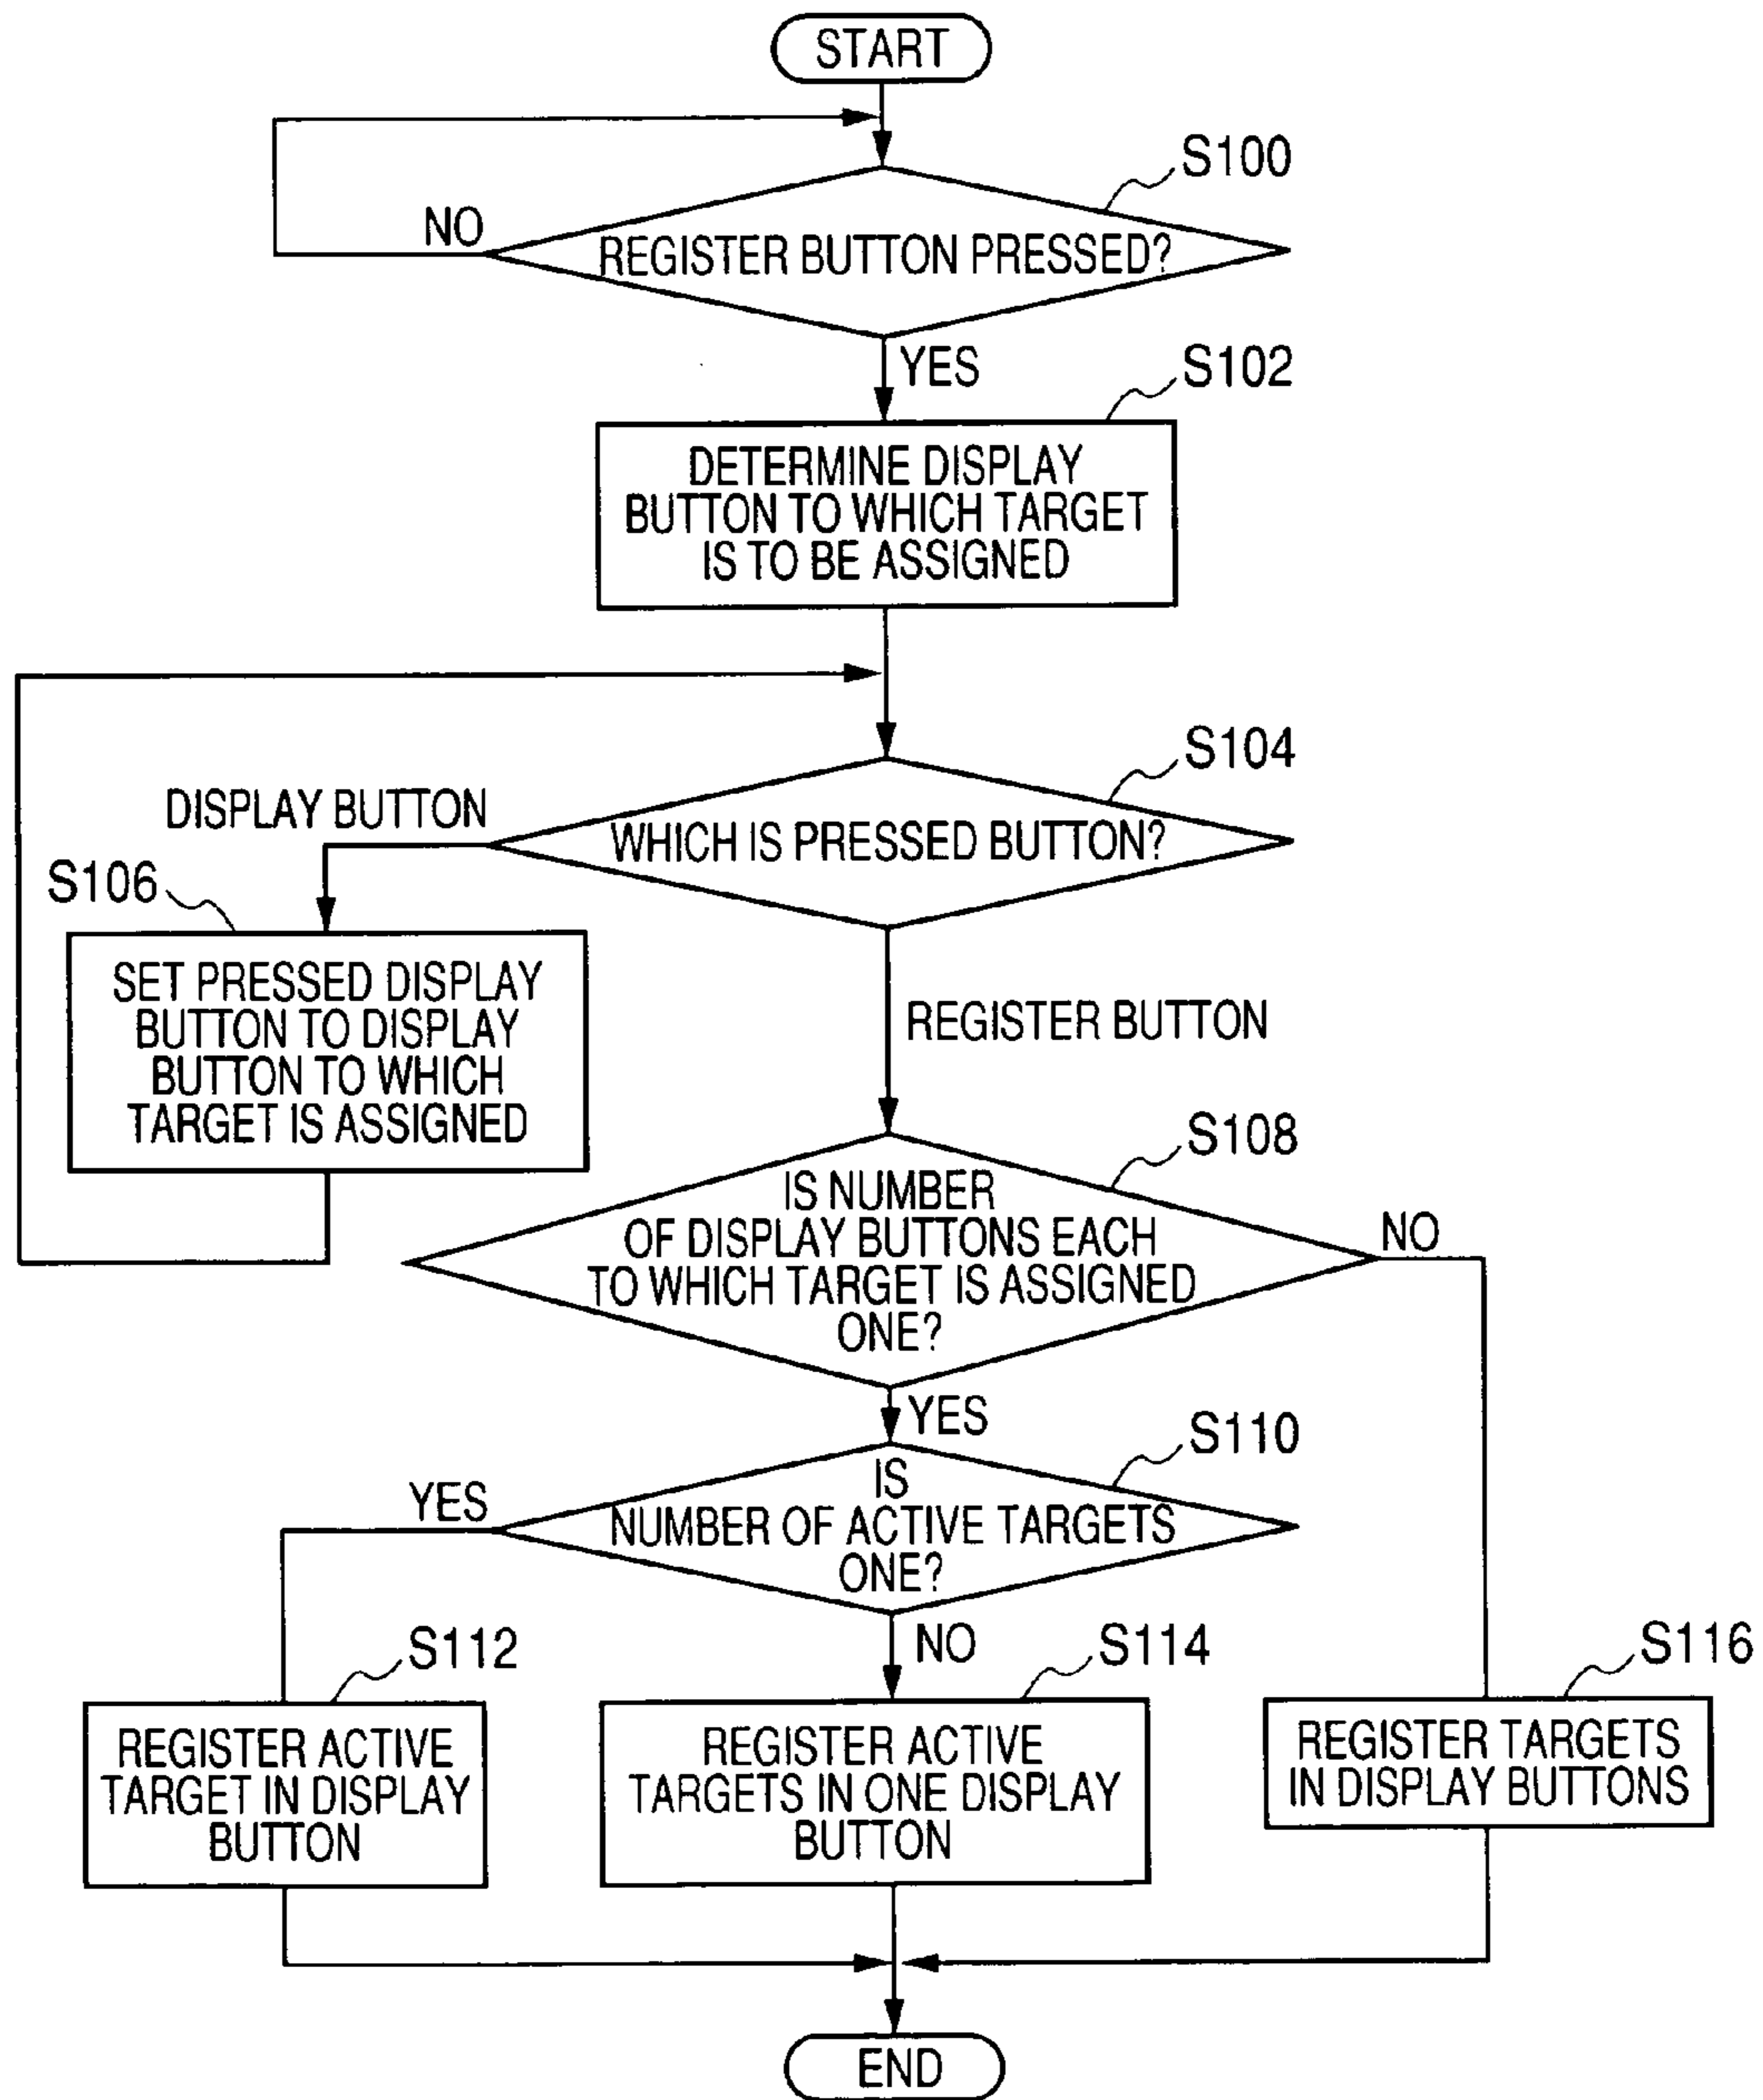 START
S100
NO
REGISTER BUTTON PRESSED?
YES
S102
DETERMINE DISPLAY
BUTTON TO WHICH TARGET
IS TO BE ASSIGNED
S104
DISPLAY BUTTON
WHICH IS PRESSED BUTTON?
S106
SET PRESSED DISPLAY
BUTTON TO DISPLAY
BUTTON TO WHICH
TARGET IS ASSIGNED
REGISTER BUTTON
S108
IS NUMBER
OF DISPLAY BUTTONS EACH
TO WHICH TARGET IS ASSIGNED
ONE?
NO
YES
S110
YES
IS
NUMBER OF ACTIVE TARGETS
ONE?
NO
S112
S114
S116
REGISTER ACTIVE
TARGET IN DISPLAY
BUTTON
REGISTER ACTIVE
TARGETS IN ONE DISPLAY
BUTTON
REGISTER TARGETS
IN DISPLAY BUTTONS
END